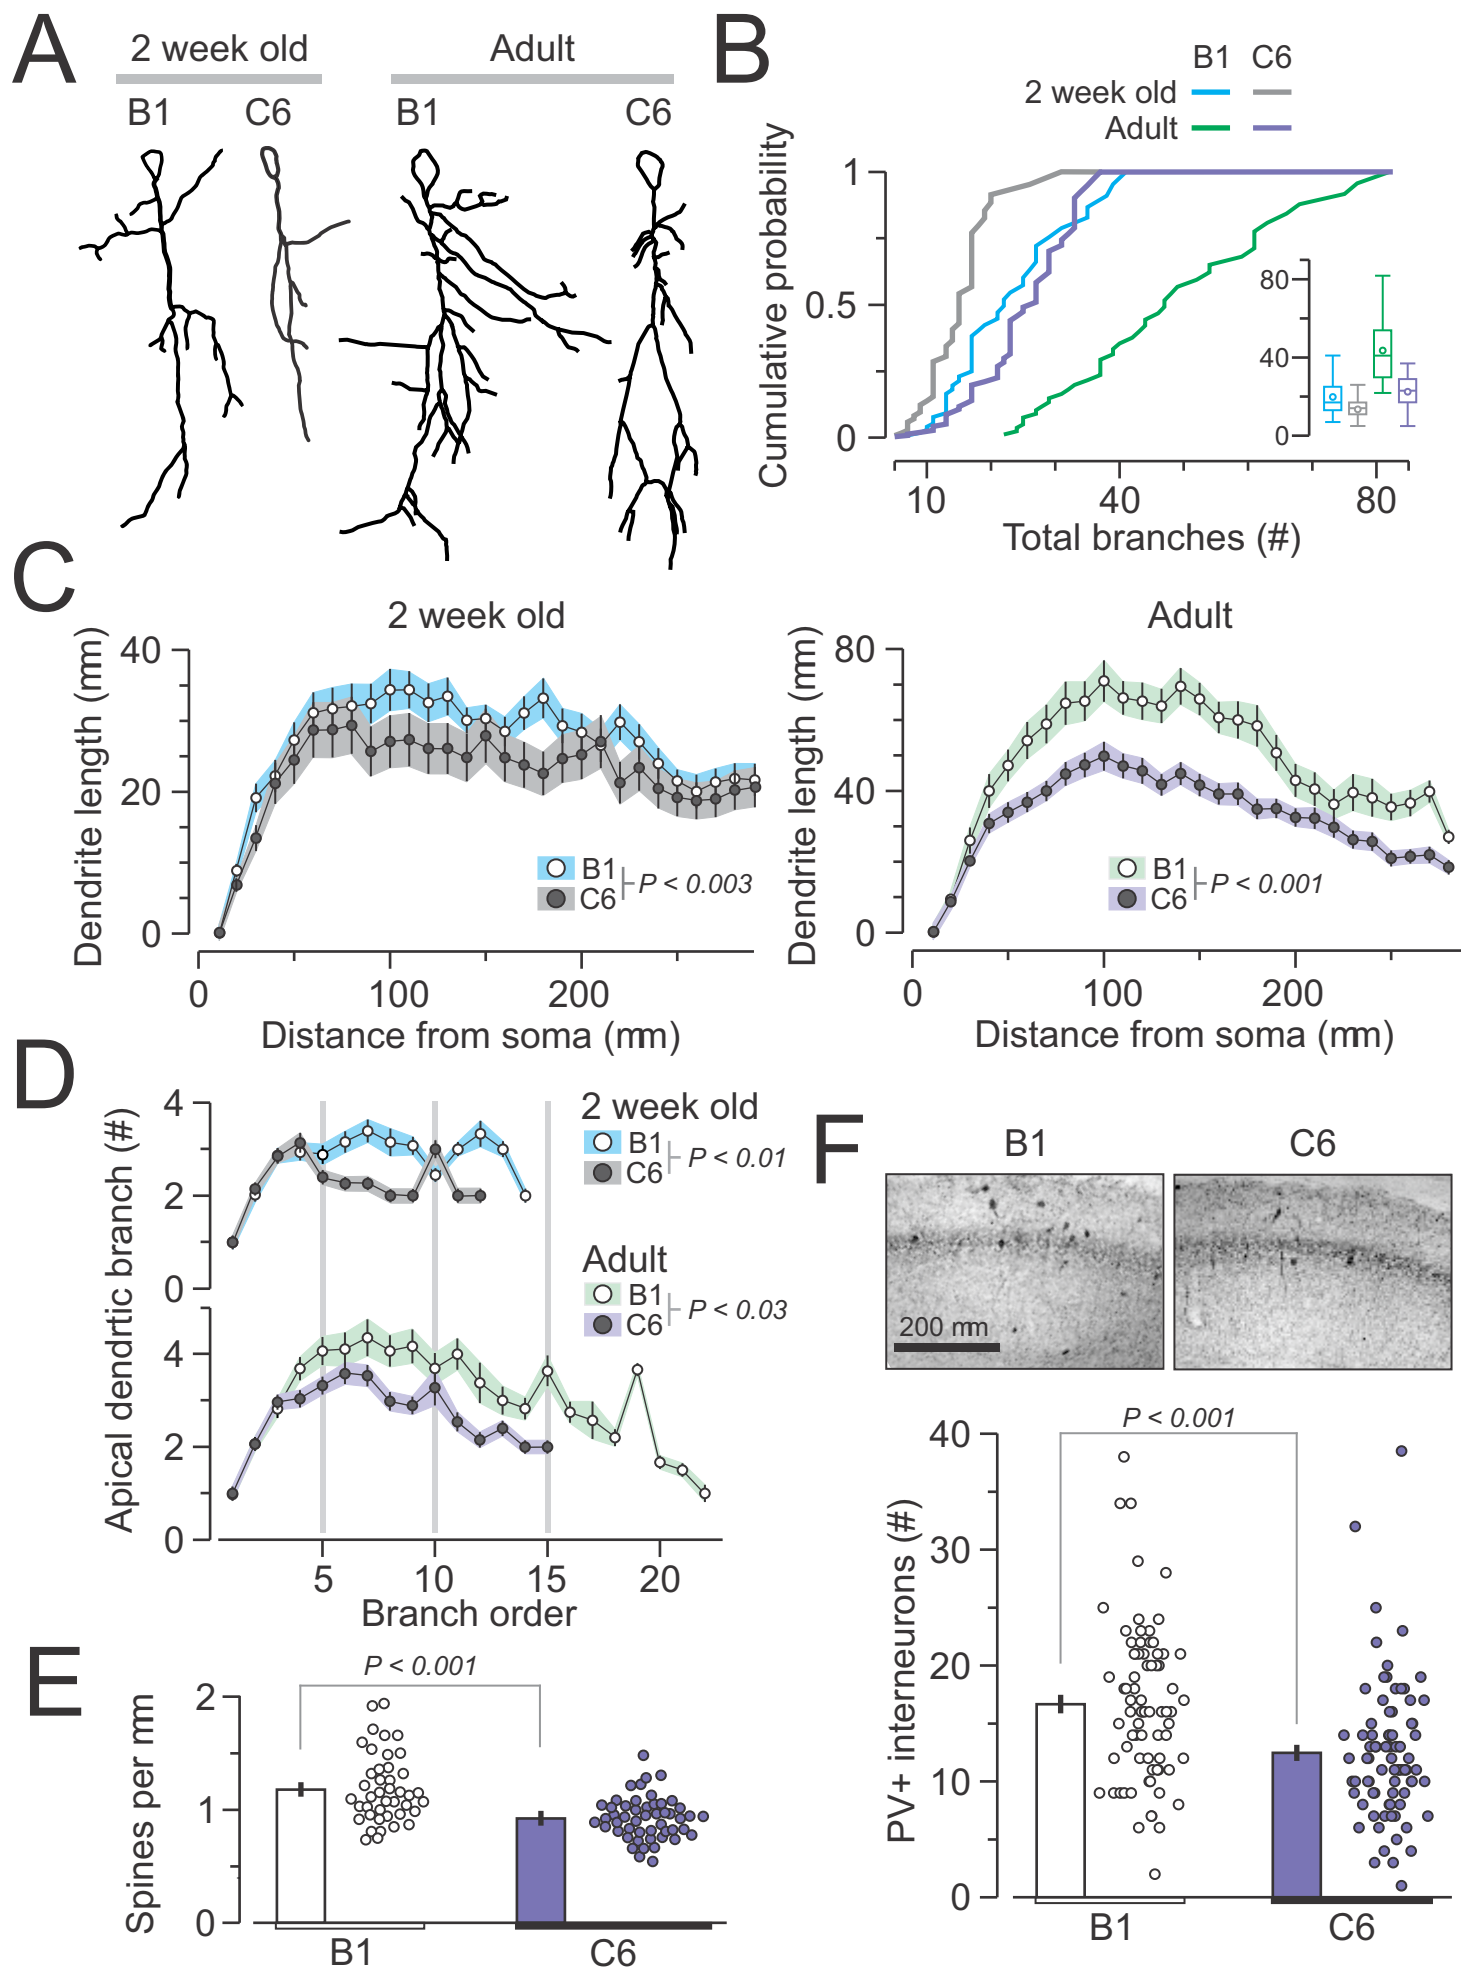 A
2 week old
Adult
B1
C6
B1
C6
B
B1 C6
2 week old
Adult
Cumulative probability
1
0.5
0
10
40
80
Total branches (#)
80
40
0
C
2 week old
Dendrite length (mm)
40
20
0
0
100
200
Distance from soma (mm)
B1
C6
P < 0.003
Adult
Dendrite length (mm)
80
40
0
0
100
200
Distance from soma (mm)
B1
C6
P < 0.001
D
Apical dendrtic branch (#)
4
2
0
4
2
0
5
10
15
20
Branch order
2 week old
B1
C6
P < 0.01
Adult
B1
C6
P < 0.03
E
Spines per mm
2
1
0
P < 0.001
B1
C6
F
B1
C6
200 mm
PV+ interneurons (#)
40
30
20
10
0
P < 0.001
B1
C6